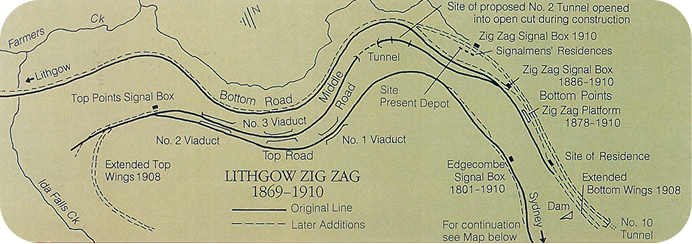 Site of proposed No. 2 Tunnel opened
into open cut during construction
Farmers Ck
Zig Zag Signal Box 1910
Signalmens' Residences
Lithgow
Tunnel
Zig Zag Signal Box
1886–1910
Top Points Signal Box
Bottom Road
Middle Road
Site
Present Depot
Bottom Points
Zig Zag Platform
1878–1910
No. 3 Viaduct
No. 2 Viaduct
No. 1 Viaduct
Top Road
Site of Residence
Extended Top
Wings 1908
Edgecombe
Signal Box
1801–1910
Extended
Bottom Wings 1908
LITHGOW ZIG ZAG
1869–1910
Original Line
Later Additions
Ida Falls Ck
Sydney
Dam
No. 10
Tunnel
For continuation
see Map below
N